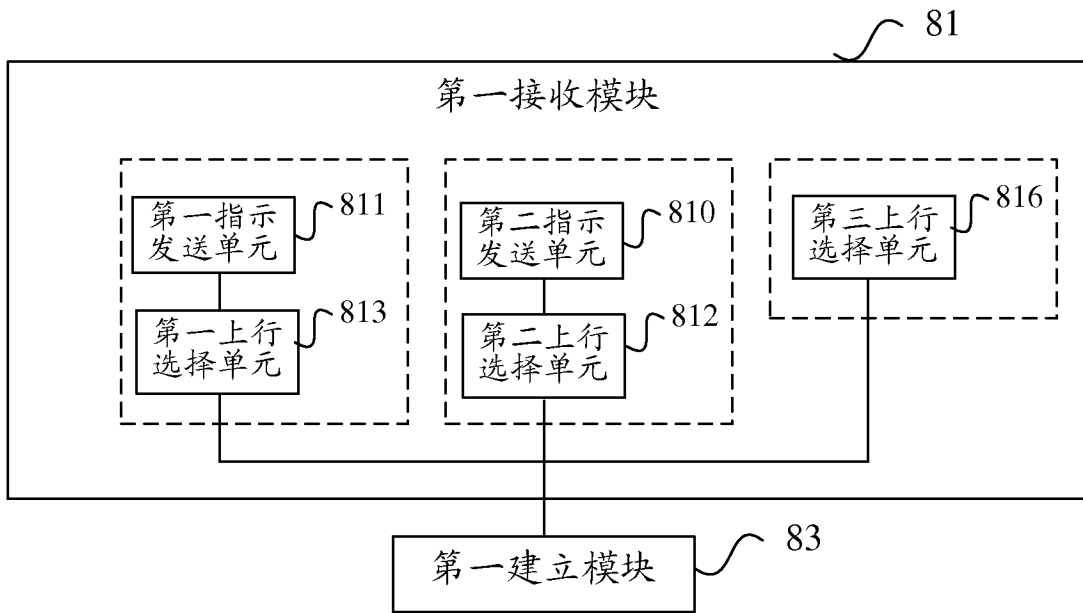 81
第一接收模块
第一指示
发送单元
811
第二指示
发送单元
810
第三上行
选择单元
816
第一上行
选择单元
813
第二上行
选择单元
812
第一建立模块
83